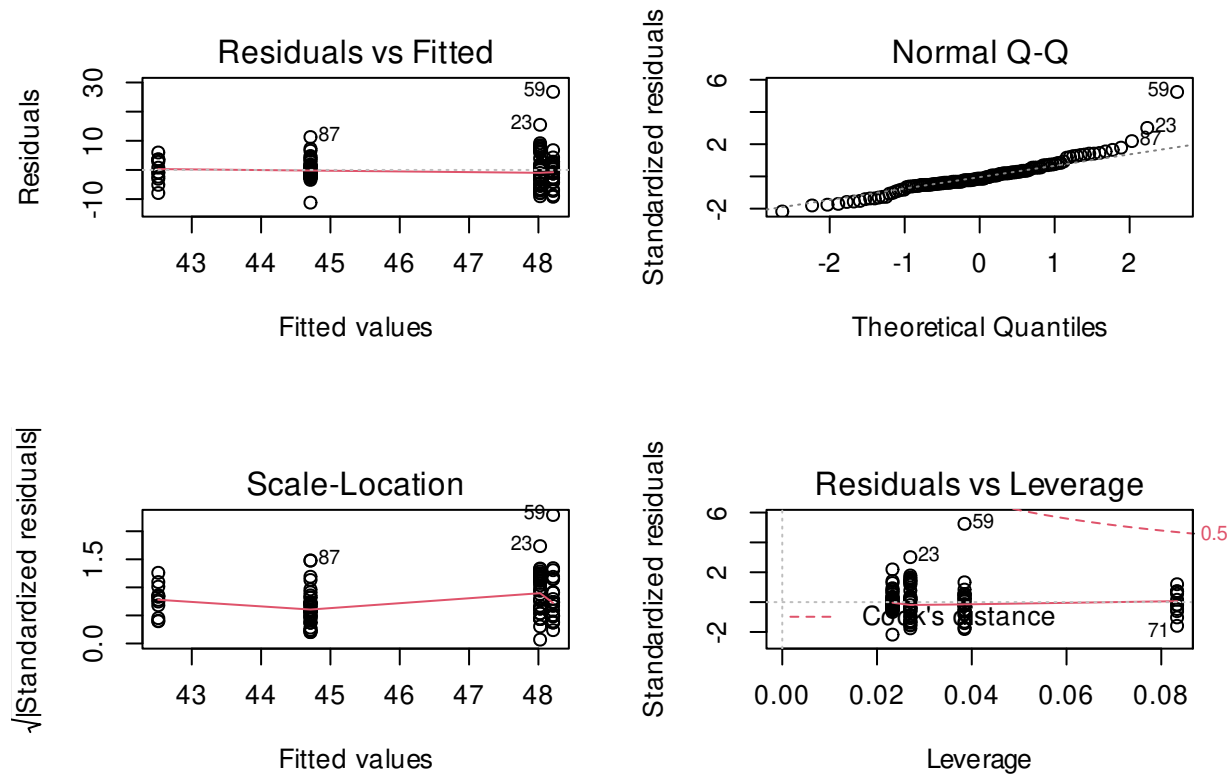 Residuals vs Fitted
Residuals
30
10
-10
59
23
87
43 44 45 46 47 48
Fitted values
Normal Q-Q
Standardized residuals
6
2
-2
59
23
87
-2 -1 0 1 2
Theoretical Quantiles
Scale-Location
√|Standardized residuals|
1.5
0.0
59
23
87
43 44 45 46 47 48
Fitted values
Residuals vs Leverage
Standardized residuals
6
2
-2
59
23
0.5
Cook's distance
71
0.00 0.02 0.04 0.06 0.08
Leverage